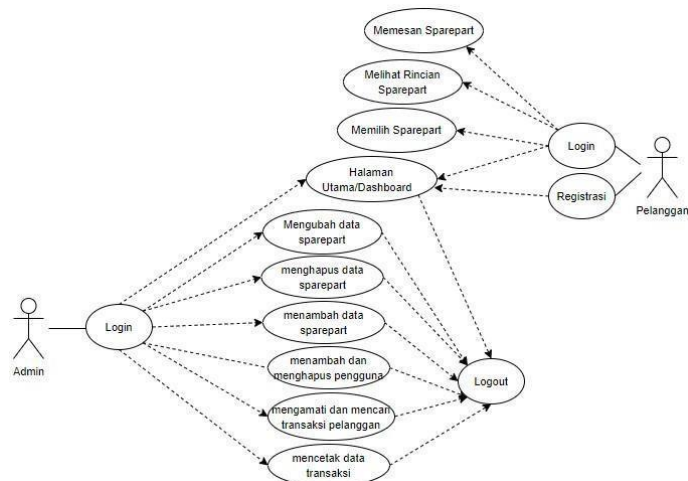 Memesan Sparepart
Melihat Rincian
Sparepart
Memilih Sparepart
Login
Halaman
Utama/Dashboard
Registrasi
Pelanggan
Mengubah data
sparepart
menghapus data
sparepart
Login
menambah data
sparepart
Admin
menambah dan
menghapus pengguna
Logout
mengamati dan mencari
transaksi pelanggan
mencetak data
transaksi